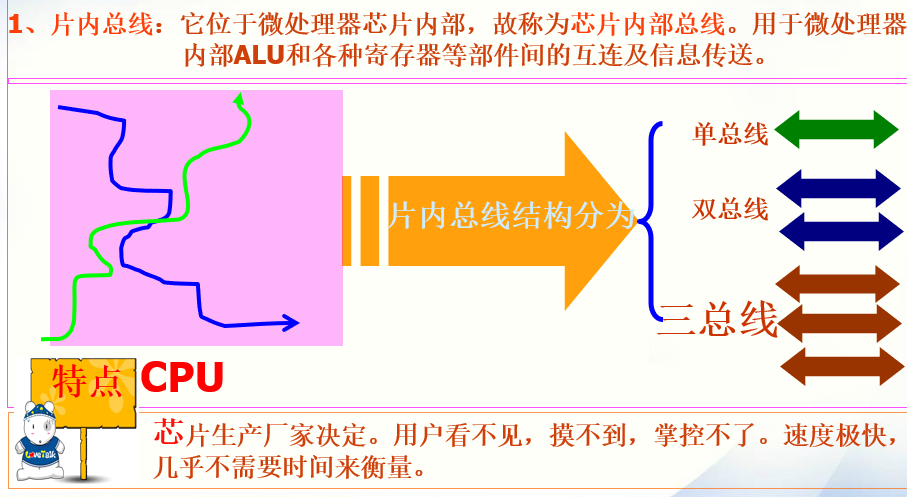 1、片内总线：它位于微处理器芯片内部，故称为芯片内部总线。用于微处理器
内部ALU和各种寄存器等部件间的互连及信息传送。
单总线
片内总线结构分为
双总线
三总线
特点
CPU
LoveTalk
芯片生产厂家决定。用户看不见，摸不到，掌控不了。速度极快，
几乎不需要时间来衡量。